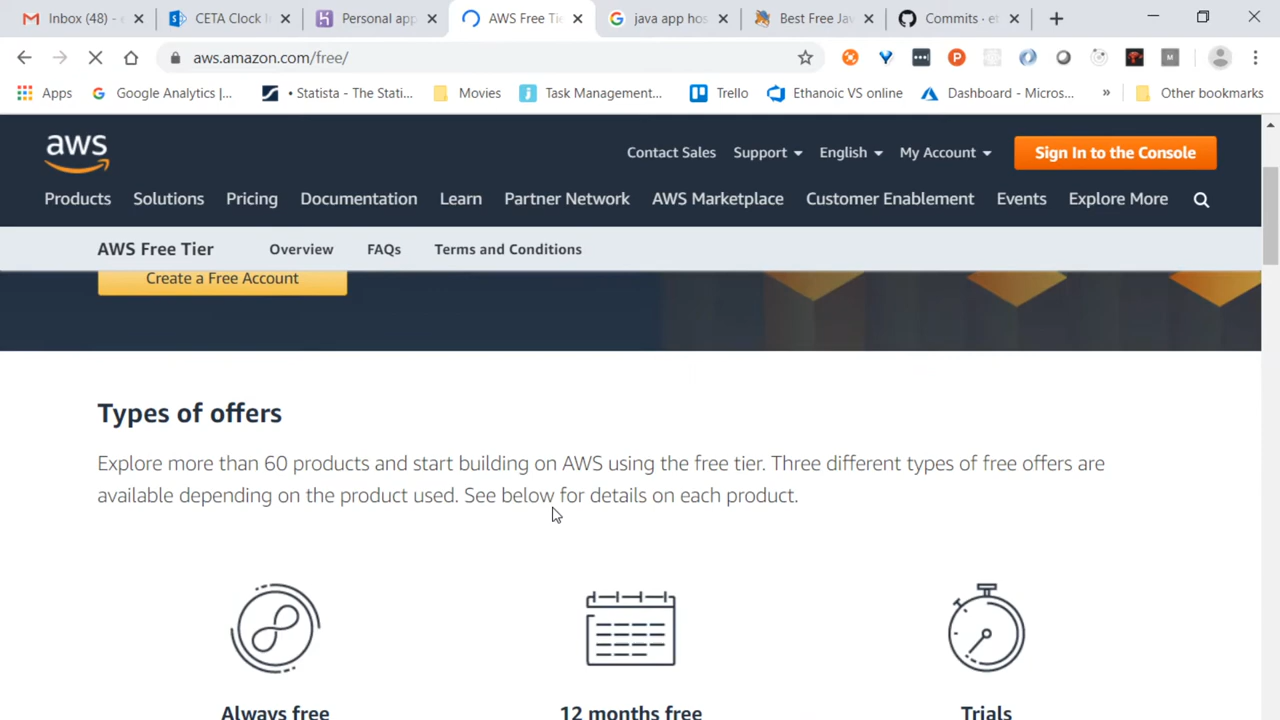 Inbox (48) - e
CETA Clock I
Personal app
AWS Free Tie
java app hos
Best Free Jav
Commits · et
aws.amazon.com/free/
Apps
Google Analytics |...
• Statista - The Stati...
Movies
Task Management...
Trello
Ethanoic VS online
Dashboard - Micros...
»
Other bookmarks
aws
Contact Sales
Support
English
My Account
Sign In to the Console
Products
Solutions
Pricing
Documentation
Learn
Partner Network
AWS Marketplace
Customer Enablement
Events
Explore More
AWS Free Tier
Overview
FAQs
Terms and Conditions
Create a Free Account
Types of offers
Explore more than 60 products and start building on AWS using the free tier. Three different types of free offers are
available depending on the product used. See below for details on each product.
Always free
12 months free
Trials